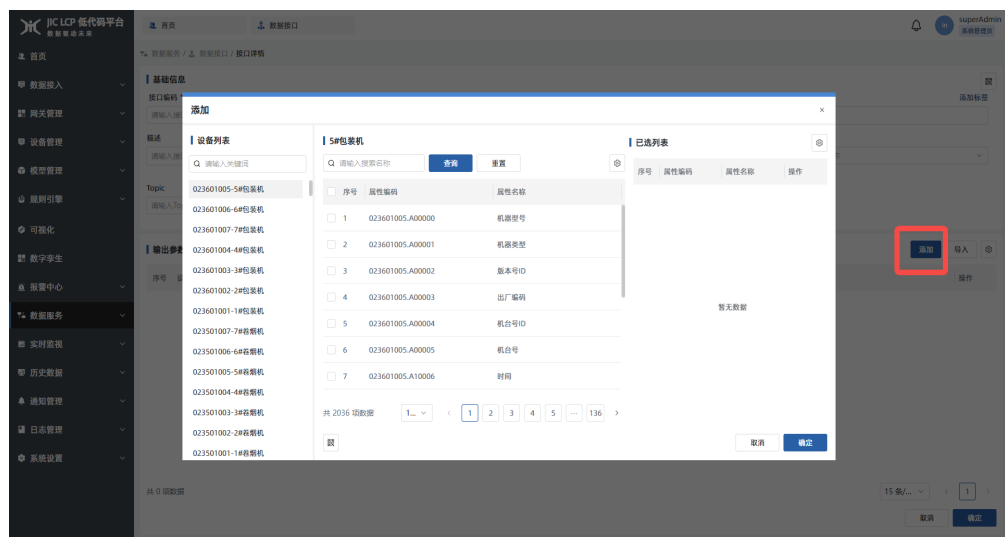 JIC LCP 低代码平台
数据驱动未来
首页
数据接口
superAdmin
系统管理员
首页
数据接入
网关管理
设备管理
模型管理
规则引擎
可视化
数字孪生
报警中心
数据服务
实时监视
历史数据
通知管理
日志管理
系统设置
数据服务 / 数据接口 / 接口详情
基础信息
接口编码
添加标签
描述
Topic
输出参数
添加
导入
序号
操作
共 0 项数据
15 条/...
1
取消
确定
添加
设备列表
请输入关键词
023601005-5#包装机
023601006-6#包装机
023601007-7#包装机
023601004-4#包装机
023601003-3#包装机
023601002-2#包装机
023601001-1#包装机
023501007-7#卷烟机
023501006-6#卷烟机
023501005-5#卷烟机
023501004-4#卷烟机
023501003-3#卷烟机
023501002-2#卷烟机
023501001-1#卷烟机
5#包装机
请输入搜索名称 查询 重置
序号 属性编码 属性名称
1 023601005.A00000 机器型号
2 023601005.A00001 机器类型
3 023601005.A00002 版本号ID
4 023601005.A00003 出厂编码
5 023601005.A00004 机台号ID
6 023601005.A00005 机台号
7 023601005.A10006 时间
共 2036 项数据 1... 1 2 3 4 5 ... 136
已选列表
序号 属性编码 属性名称 操作
暂无数据
取消 确定